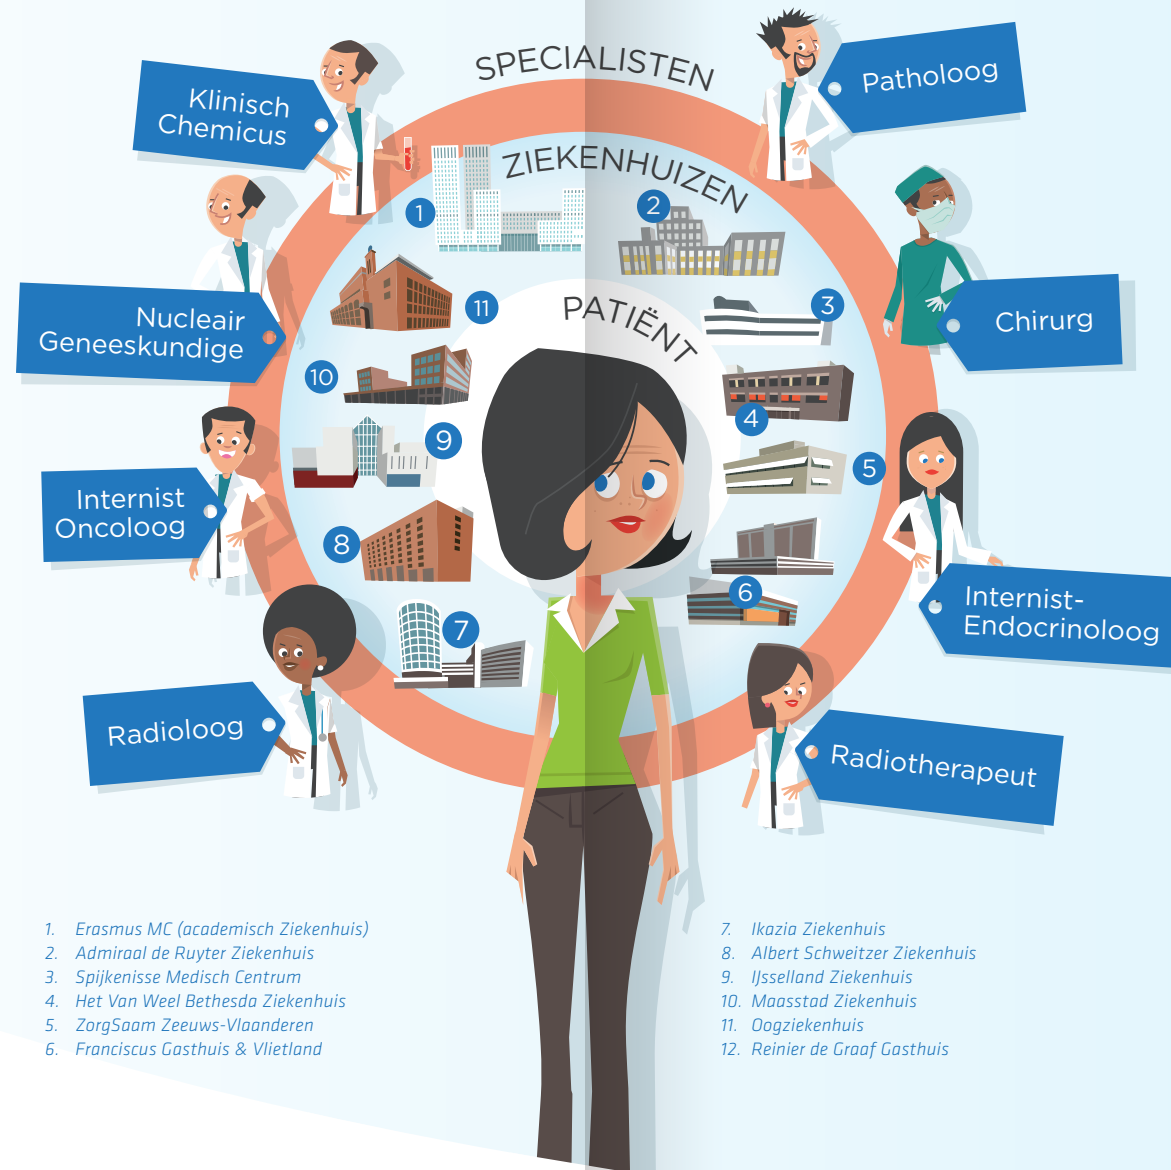 SPECIALISTEN
ZIEKENHUIZEN
PATIËNT
Klinisch
Chemicus
Patholoog
Nucleair
Geneeskundige
Chirurg
Internist
Oncoloog
Internist-
Endocrinoloog
Radioloog
Radiotherapeut
1
2
3
4
5
6
7
8
9
10
11
1. Erasmus MC (academisch Ziekenhuis)
2. Admiraal de Ruyter Ziekenhuis
3. Spijkenisse Medisch Centrum
4. Het Van Weel Bethesda Ziekenhuis
5. ZorgSaam Zeeuws-Vlaanderen
6. Franciscus Gasthuis & Vlietland
7. Ikazia Ziekenhuis
8. Albert Schweitzer Ziekenhuis
9. IJsselland Ziekenhuis
10. Maasstad Ziekenhuis
11. Oogziekenhuis
12. Reinier de Graaf Gasthuis